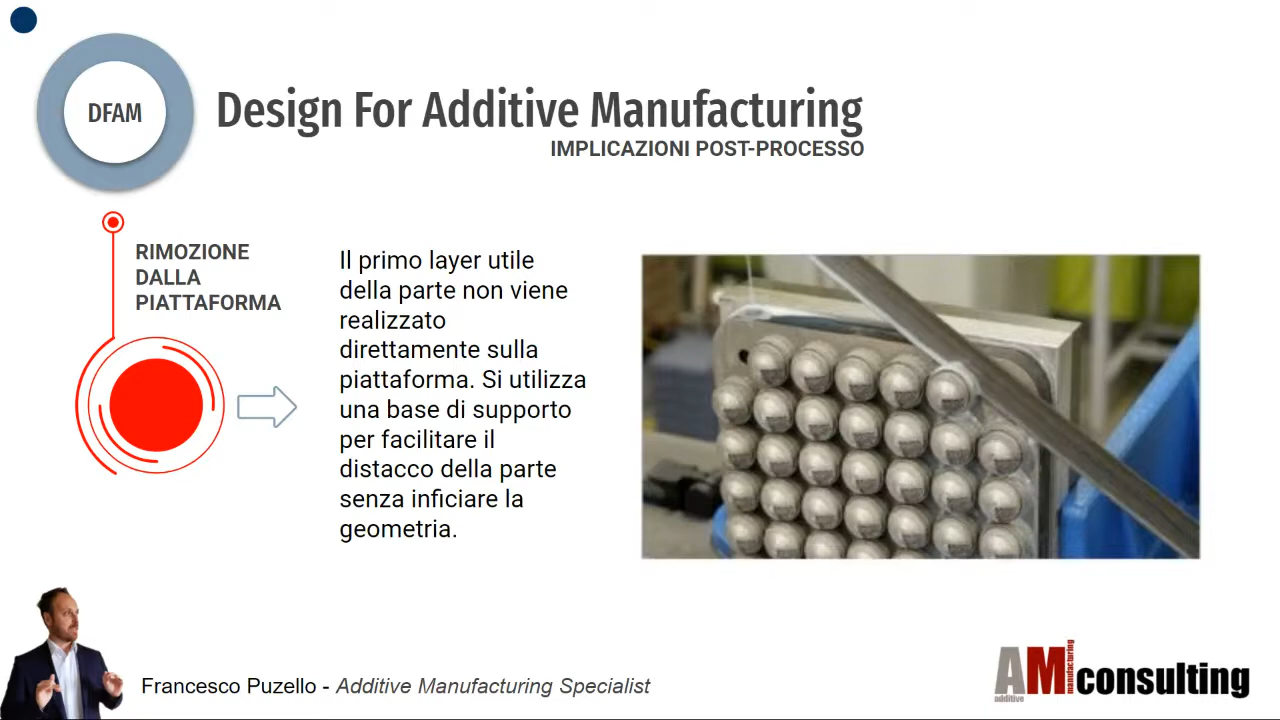 DFAM
Design For Additive Manufacturing
IMPLICAZIONI POST-PROCESSO
RIMOZIONE
DALLA
PIATTAFORMA
Il primo layer utile
della parte non viene
realizzato
direttamente sulla
piattaforma. Si utilizza
una base di supporto
per facilitare il
distacco della parte
senza inficiare la
geometria.
Francesco Puzello - Additive Manufacturing Specialist
AM consulting
additive
manufacturing